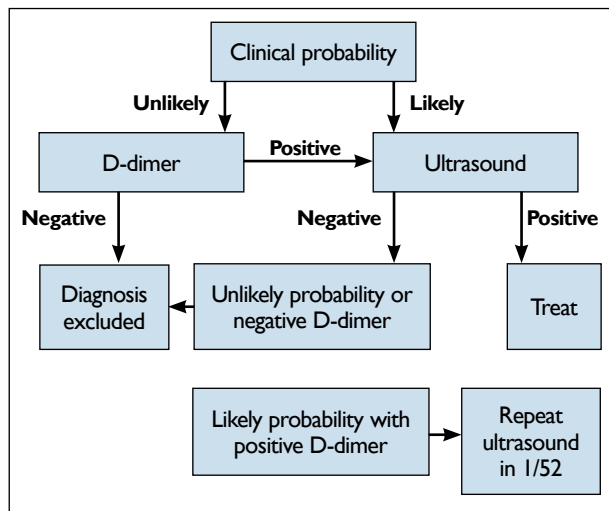 Clinical probability
Unlikely
Likely
D-dimer
Positive
Ultrasound
Negative
Negative
Positive
Diagnosis
excluded
Unlikely probability or
negative D-dimer
Treat
Likely probability with
positive D-dimer
Repeat
ultrasound
in 1/52